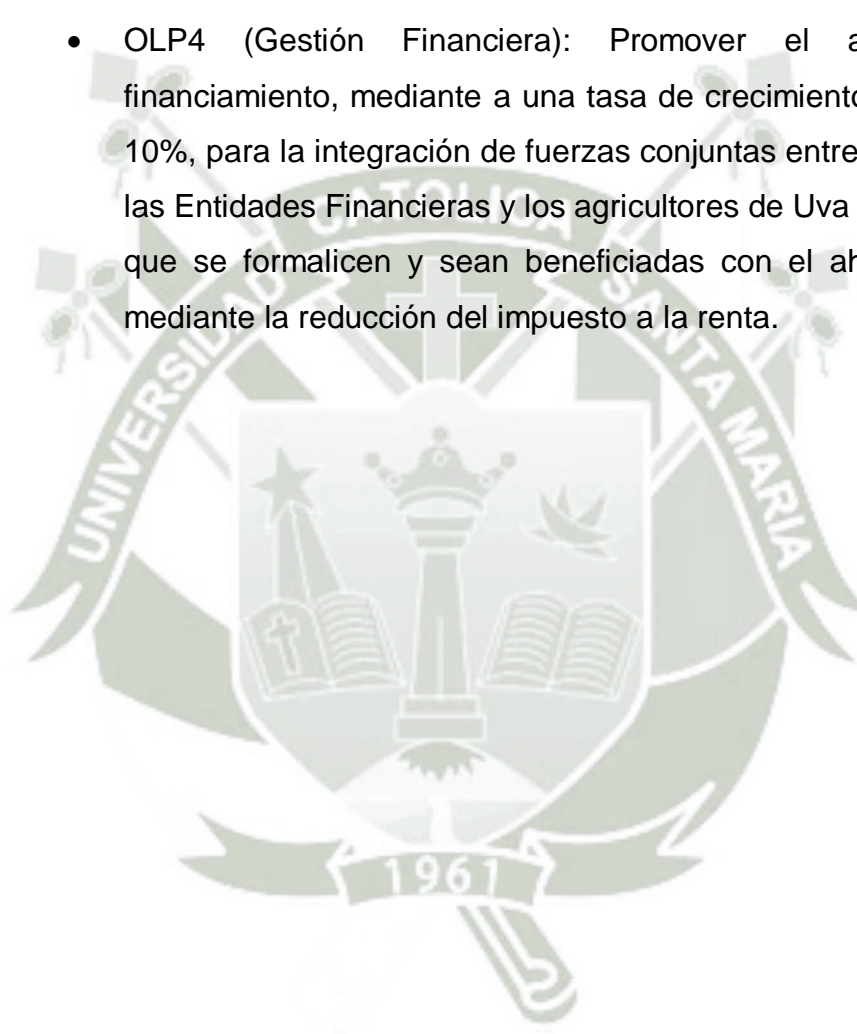 • OLP4 (Gestión Financiera): Promover el a
financiamiento, mediante a una tasa de crecimiento
10%, para la integración de fuerzas conjuntas entre
las Entidades Financieras y los agricultores de Uva
que se formalicen y sean beneficiadas con el ah
mediante la reducción del impuesto a la renta.
UNIVERSIDAD CATOLICA SANTA MARIA
1961